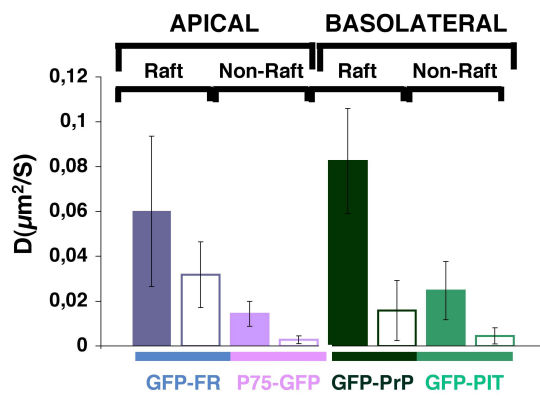 APICAL BASOLATERAL
Raft Non-Raft Raft Non-Raft
0,12
0,1
0,08
0,06
0,04
0,02
0
D(µm²/S)
GFP-FR P75-GFP GFP-PrP GFP-PIT